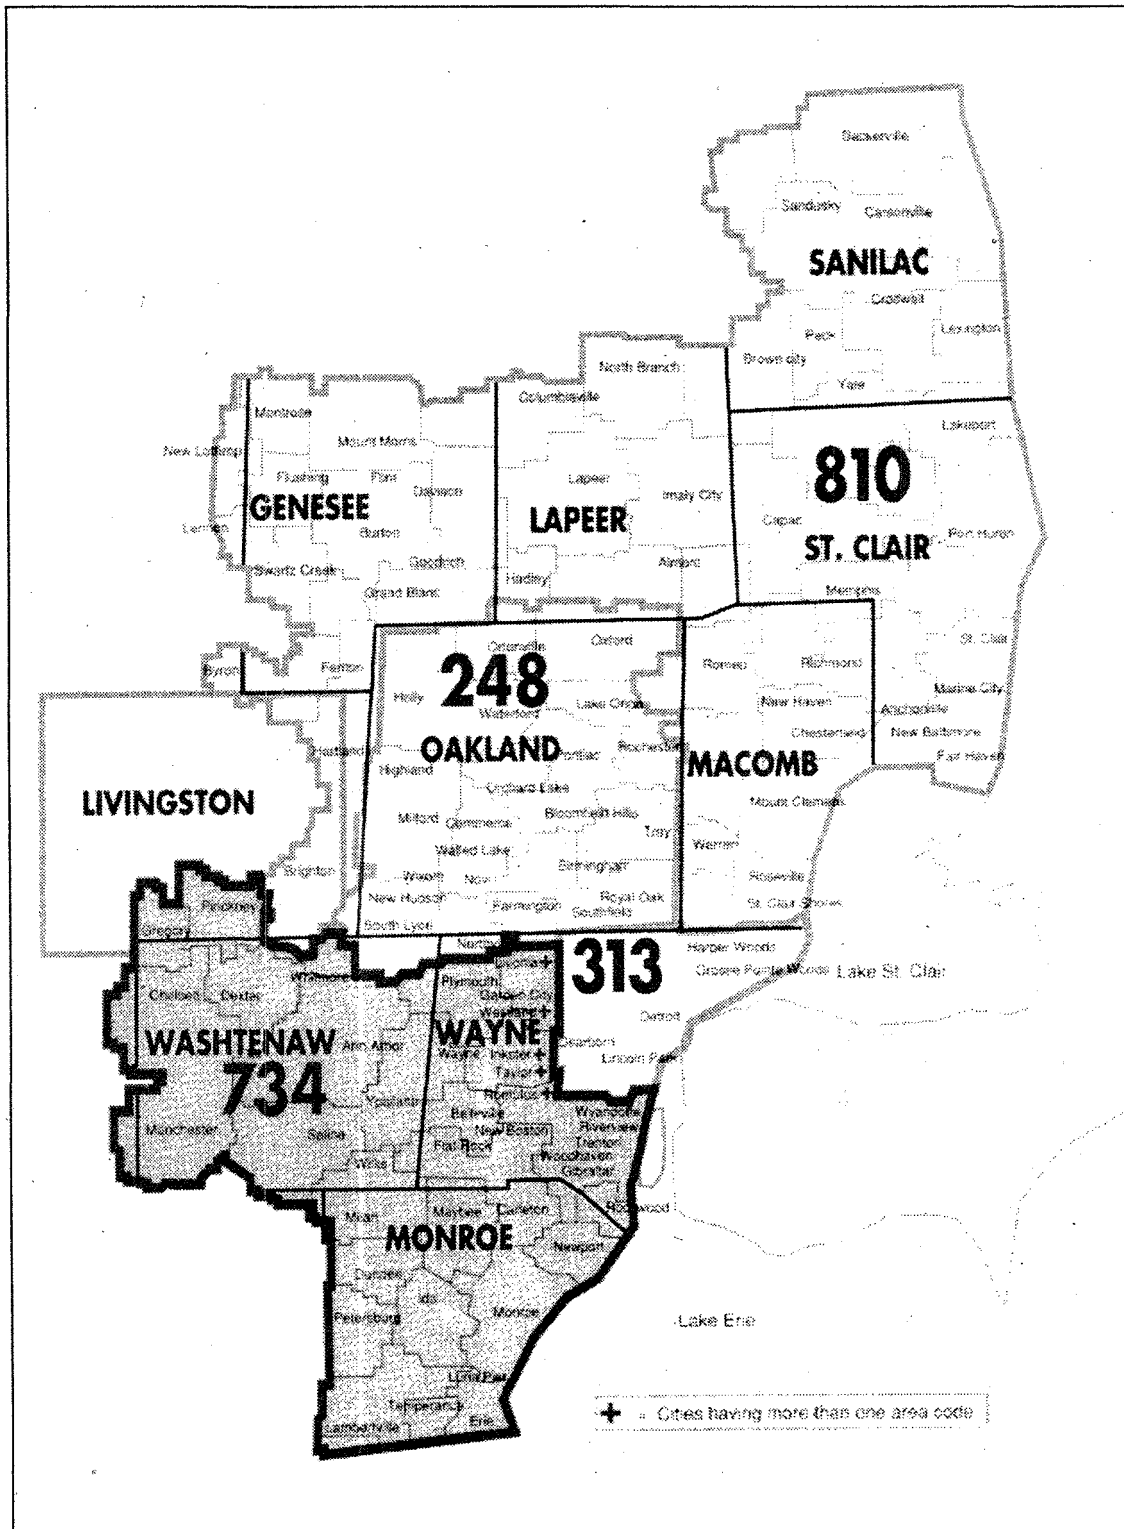 Sandusky
Carsonville
SANILAC
Croswell
Peck
Lexington
Brown city
Yale
North Branch
Columbiaville
Montrose
Mount Morris
Lakeport
New Lothrop
810
Flushing
Flint
Davison
Lapeer
Imlay City
GENESEE
LAPEER
Capac
Burton
ST. CLAIR
Port Huron
Swartz Creek
Goodrich
Hadley
Almont
Grand Blanc
Memphis
Ortonville
Oxford
St. Clair
Byron
Fenton
248
Romeo
Richmond
Holly
Lake Orion
New Haven
Marine City
Waterford
Anchorville
OAKLAND
Rochester
Chesterfield
New Baltimore
Hartland
Pontiac
MACOMB
Fair Haven
Highland
LIVINGSTON
Orchard Lake
Mount Clemens
Milford
Commerce
Bloomfield Hills
Troy
Walled Lake
Warren
Brighton
Birmingham
Wixom
Novi
Roseville
New Hudson
Farmington
Royal Oak
St. Clair Shores
Pinckney
Southfield
Gregory
South Lyon
313
Harper Woods
Whitmore
Plymouth
Livonia +
Grosse Pointe Woods
Lake St. Clair
Chelsea
Dexter
Garden City
Westland +
Detroit
WASHTENAW
Ann Arbor
WAYNE
Dearborn
Wayne
Inkster +
Lincoln Park
734
Taylor +
Ypsilanti
Romulus +
Belleville
Wyandotte
Manchester
Saline
New Boston
Riverview
Flat Rock
Trenton
Woodhaven
Willis
Gibraltar
Milan
Maybee
Carleton
Rockwood
MONROE
Newport
Dundee
Ida
Petersburg
Monroe
Lake Erie
Luna Pier
Temperance
Lambertville
Erie
+ = Cities having more than one area code